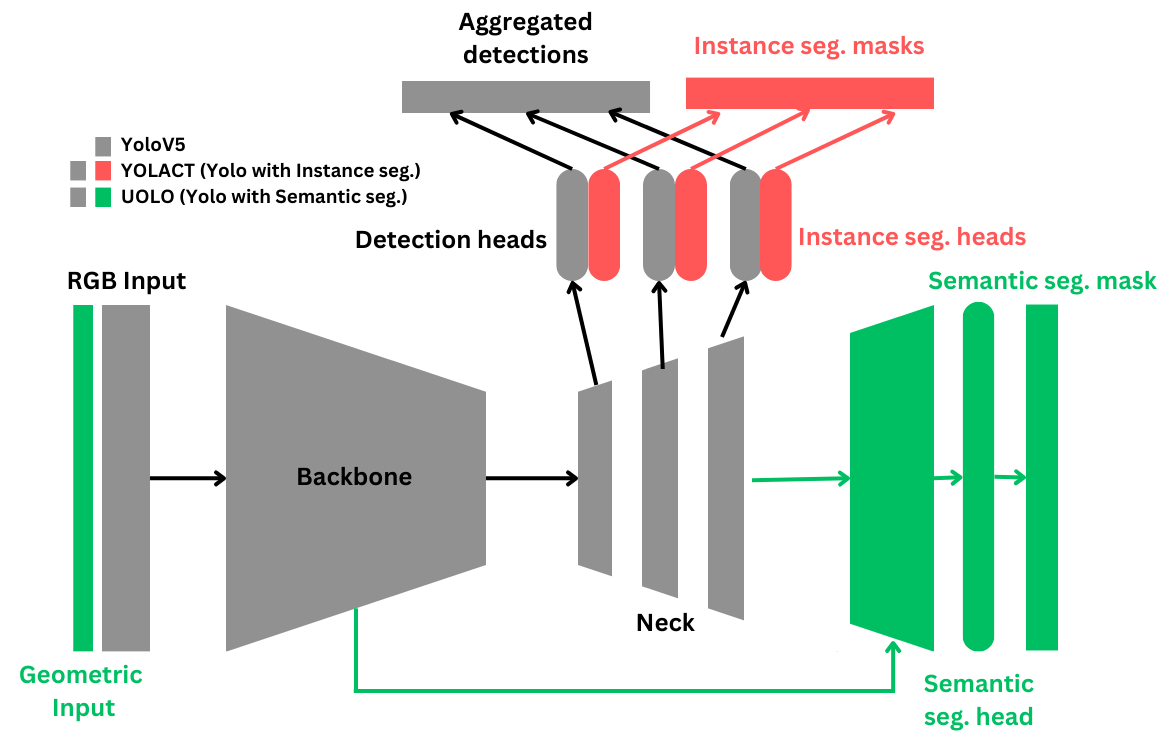 Aggregated
detections
Instance seg. masks
YoloV5
YOLACT (Yolo with Instance seg.)
UOLO (Yolo with Semantic seg.)
Detection heads
Instance seg. heads
RGB Input
Semantic seg. mask
Backbone
Neck
Geometric
Input
Semantic
seg. head